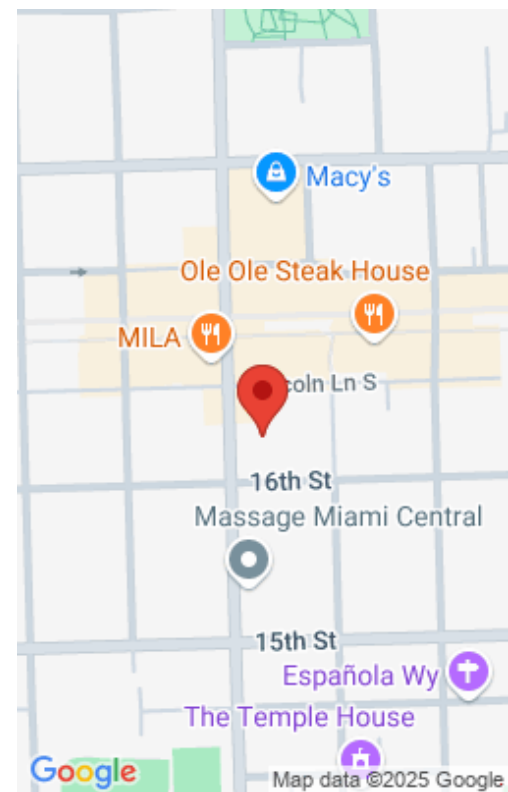 Macy's
Ole Ole Steak House
MILA
coln Ln S
16th St
Massage Miami Central
15th St
Española Wy
The Temple House
Google
Map data ©2025 Google